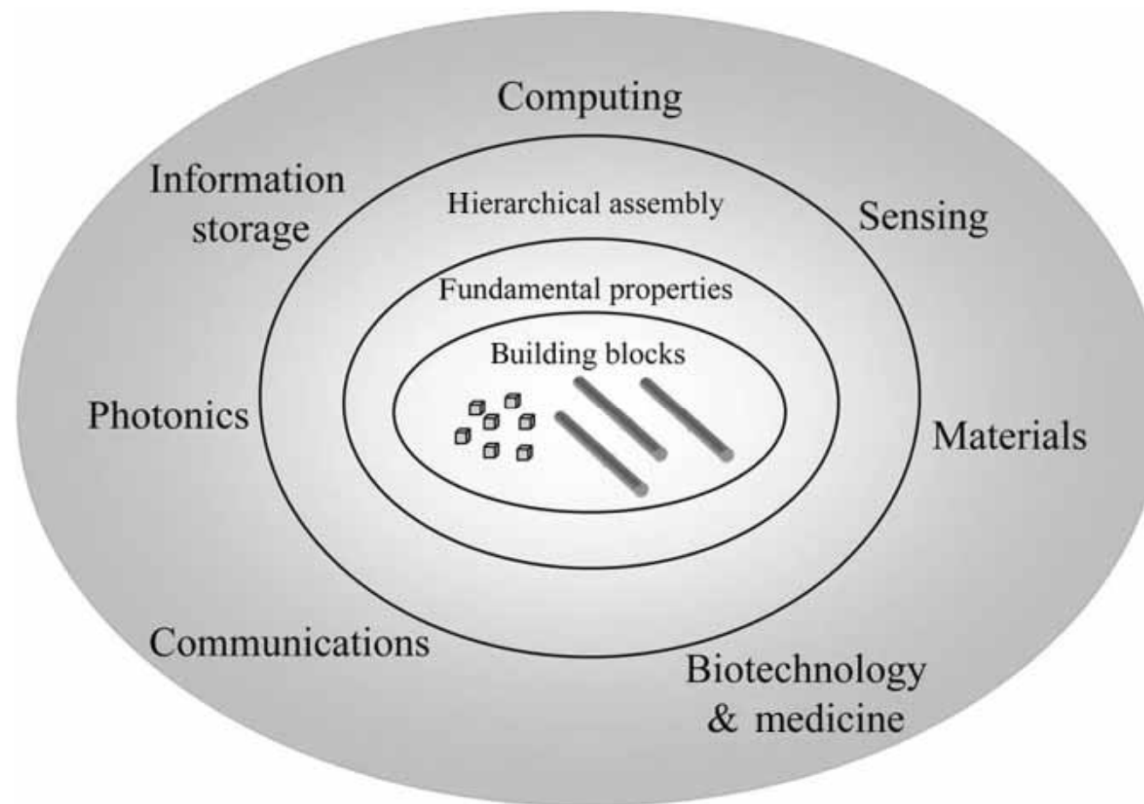 Computing
Information
storage
Hierarchical assembly
Sensing
Fundamental properties
Building blocks
Photonics
Materials
Communications
Biotechnology
& medicine